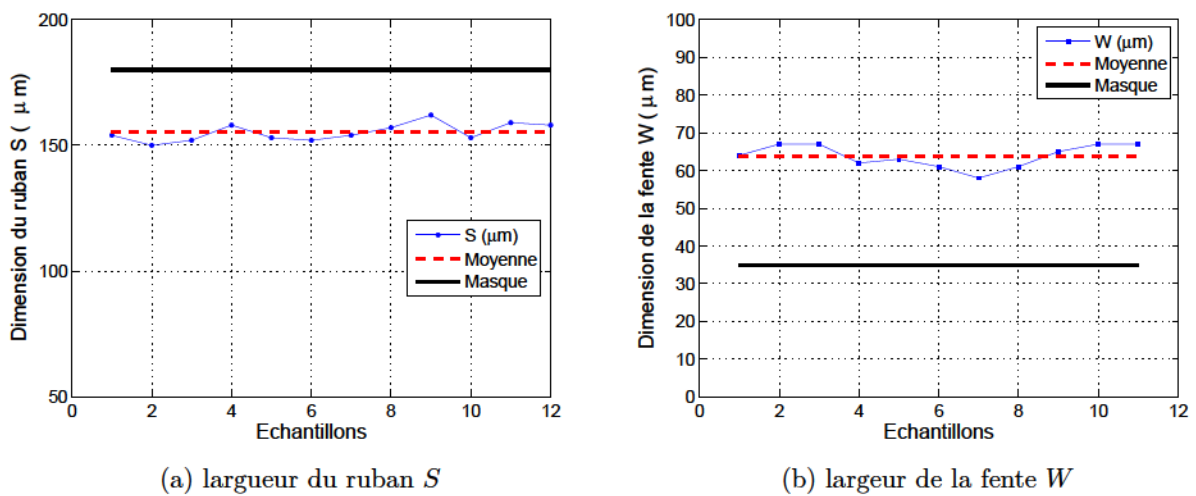 200
150
100
50
0
2
4
6
8
10
12
Dimension du ruban S ( μ m)
Echantillons
S (μm)
Moyenne
Masque
(a) largueur du ruban S
100
90
80
70
60
50
40
30
20
10
0
0
2
4
6
8
10
12
Dimension de la fente W ( μ m)
Echantillons
W (μm)
Moyenne
Masque
(b) largeur de la fente W